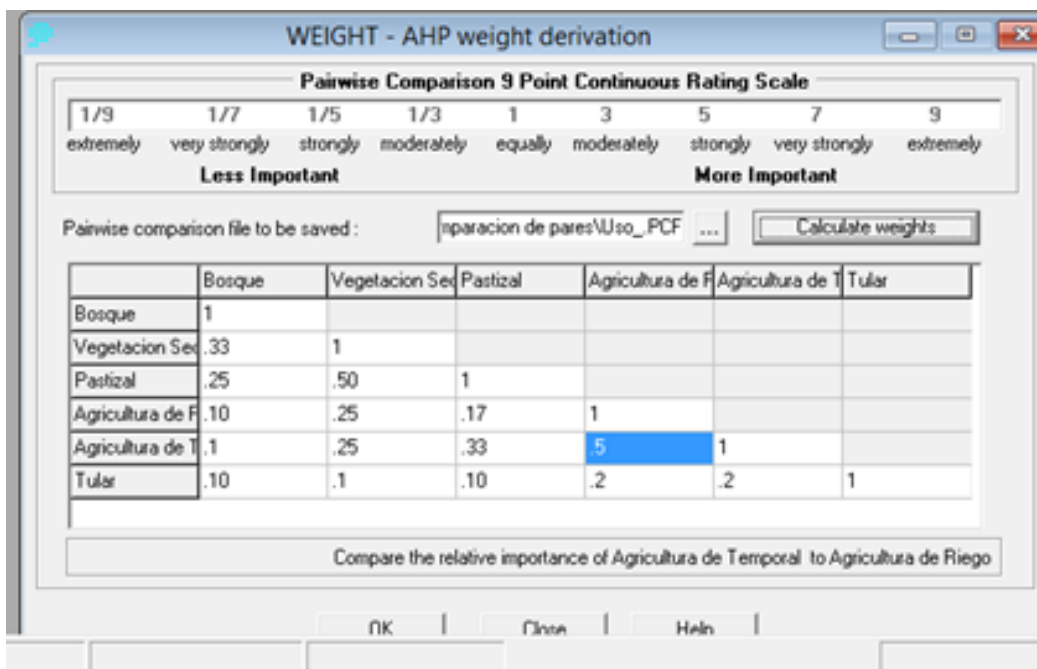 WEIGHT - AHP weight derivation
Pairwise Comparison 9 Point Continuous Rating Scale
1/9 1/7 1/5 1/3 1 3 5 7 9
extremely very strongly strongly moderately equally moderately strongly very strongly extremely
Less Important More Important
Pairwise comparison file to be saved : nparacion de pares\Uso_.PCF ... Calculate weights
Bosque Vegetacion Sec Pastizal Agricultura de F Agricultura de T Tular
Bosque 1
Vegetacion Sec .33 1
Pastizal .25 .50 1
Agricultura de F .10 .25 .17 1
Agricultura de T .1 .25 .33 .5 1
Tular .10 .1 .10 .2 .2 1
Compare the relative importance of Agricultura de Temporal to Agricultura de Riego
OK Close Help